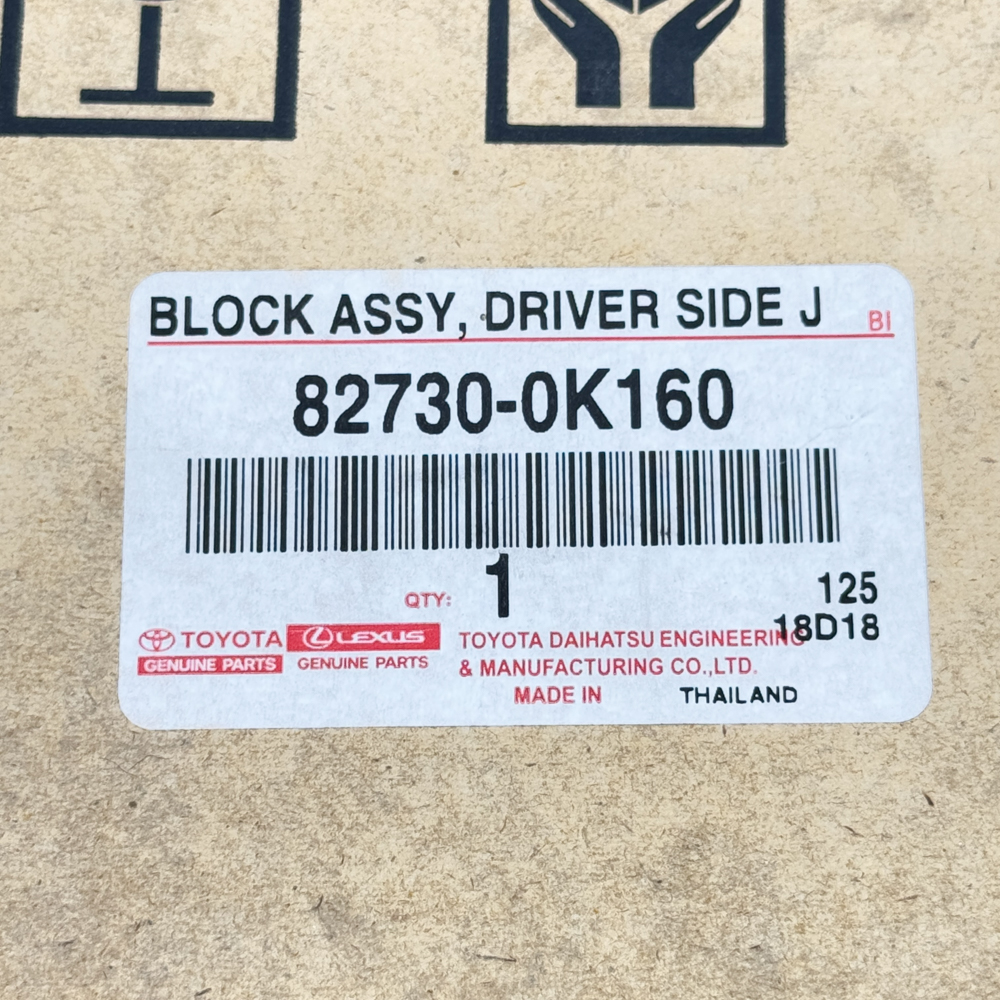 BLOCK ASSY, DRIVER SIDE J BI
82730-0K160
QTY: 1
125
18D18
TOYOTA
GENUINE PARTS
LEXUS
GENUINE PARTS
TOYOTA DAIHATSU ENGINEERING
& MANUFACTURING CO.,LTD.
MADE IN THAILAND